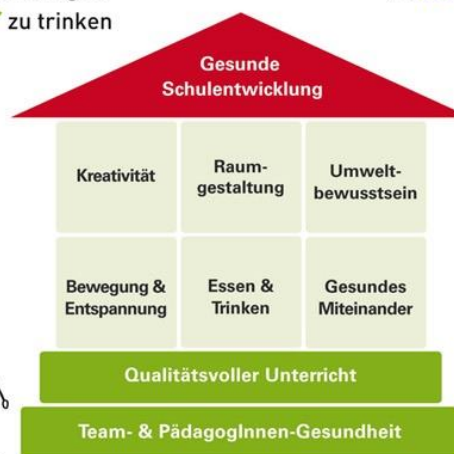 zu trinken
Gesunde
Schulentwicklung
Kreativität
Raum-
gestaltung
Umwelt-
bewusstsein
Bewegung &
Entspannung
Essen &
Trinken
Gesundes
Miteinander
Qualitätsvoller Unterricht
Team- & PädagogInnen-Gesundheit